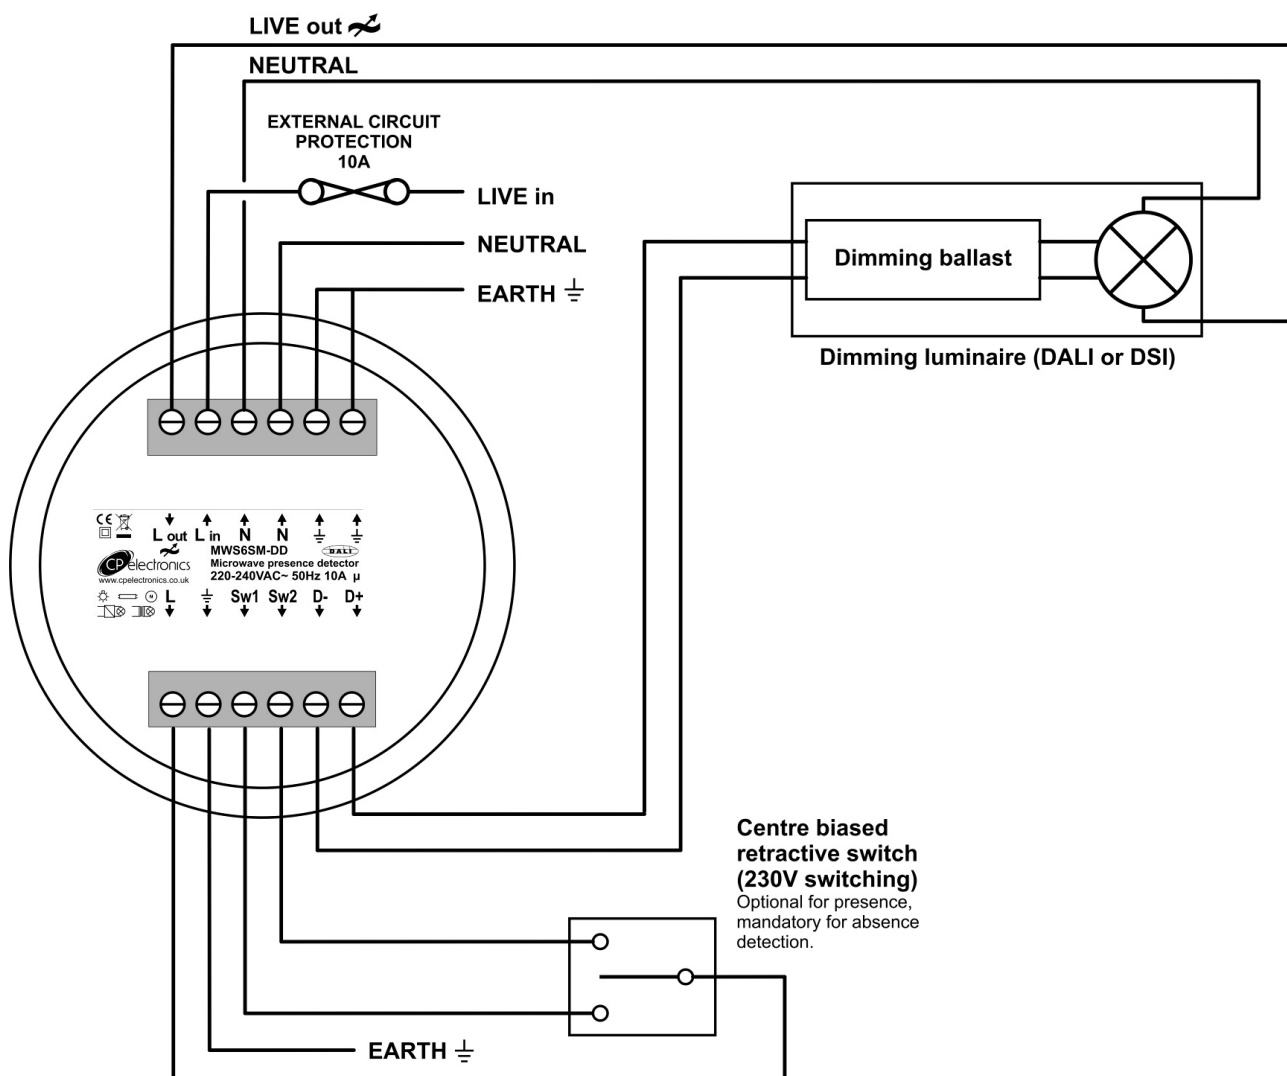 LIVE out
NEUTRAL
EXTERNAL CIRCUIT
PROTECTION
10A
LIVE in
NEUTRAL
EARTH
Dimming ballast
Dimming luminaire (DALI or DSI)
CE
L out L in N N
MWS6SM-DD
DALI
CP electronics
Microwave presence detector
www.cpelectronics.co.uk
220-240VAC~ 50Hz 10A µ
M
L Sw1 Sw2 D- D+
Centre biased
retractive switch
(230V switching)
Optional for presence,
mandatory for absence
detection.
EARTH